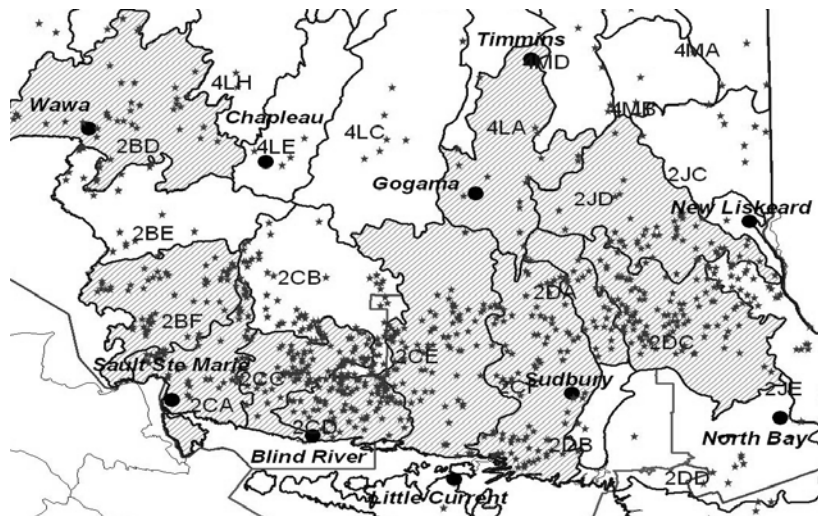 Timmins
4MD
4MA
4LH
Wawa
Chapleau
4LC
4LA
2BD
4LE
2JC
Gogama
2JD
New Liskeard
2BE
2CB
2DA
2BF
2CE
2DC
Sault Ste Marie
2CC
Sudbury
2JE
2CA
2CD
2DB
North Bay
Blind River
2DD
Little Current